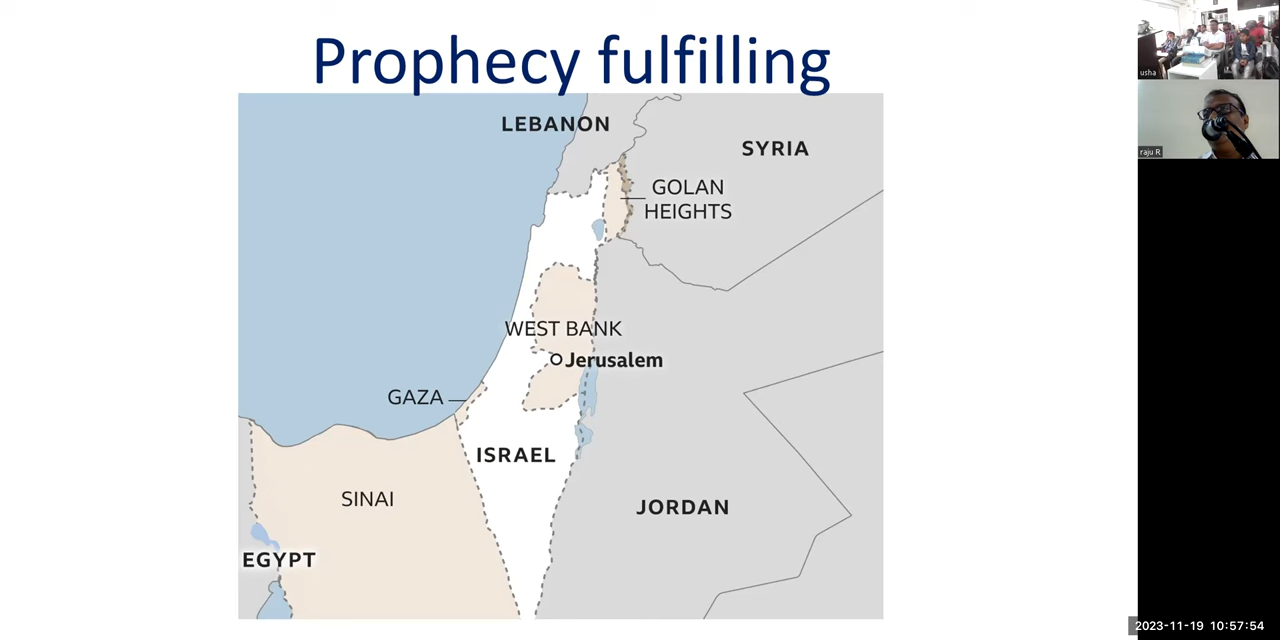 Prophecy fulfilling
LEBANON
SYRIA
GOLAN
HEIGHTS
WEST BANK
Jerusalem
GAZA
ISRAEL
SINAI
JORDAN
EGYPT
usha
raju R
2023-11-19 10:57:54